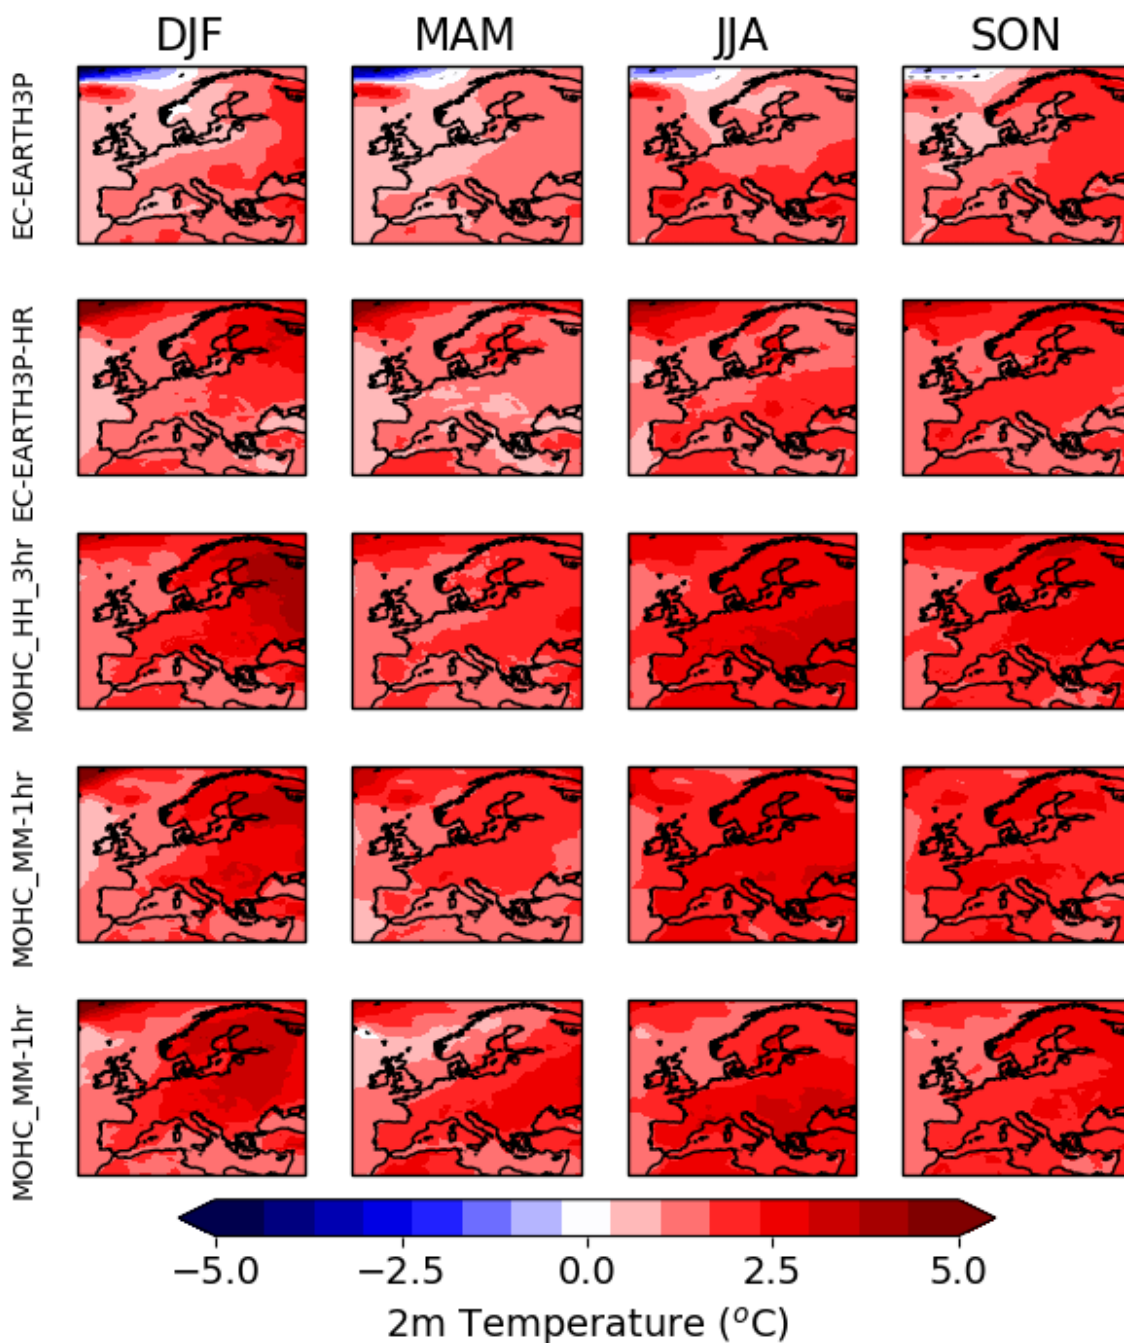 DJF MAM JJA SON
EC-EARTH3P
EC-EARTH3P-HR
MOHC_HH_3hr
MOHC_MM-1hr
MOHC_MM-1hr
−5.0 −2.5 0.0 2.5 5.0
2m Temperature (°C)